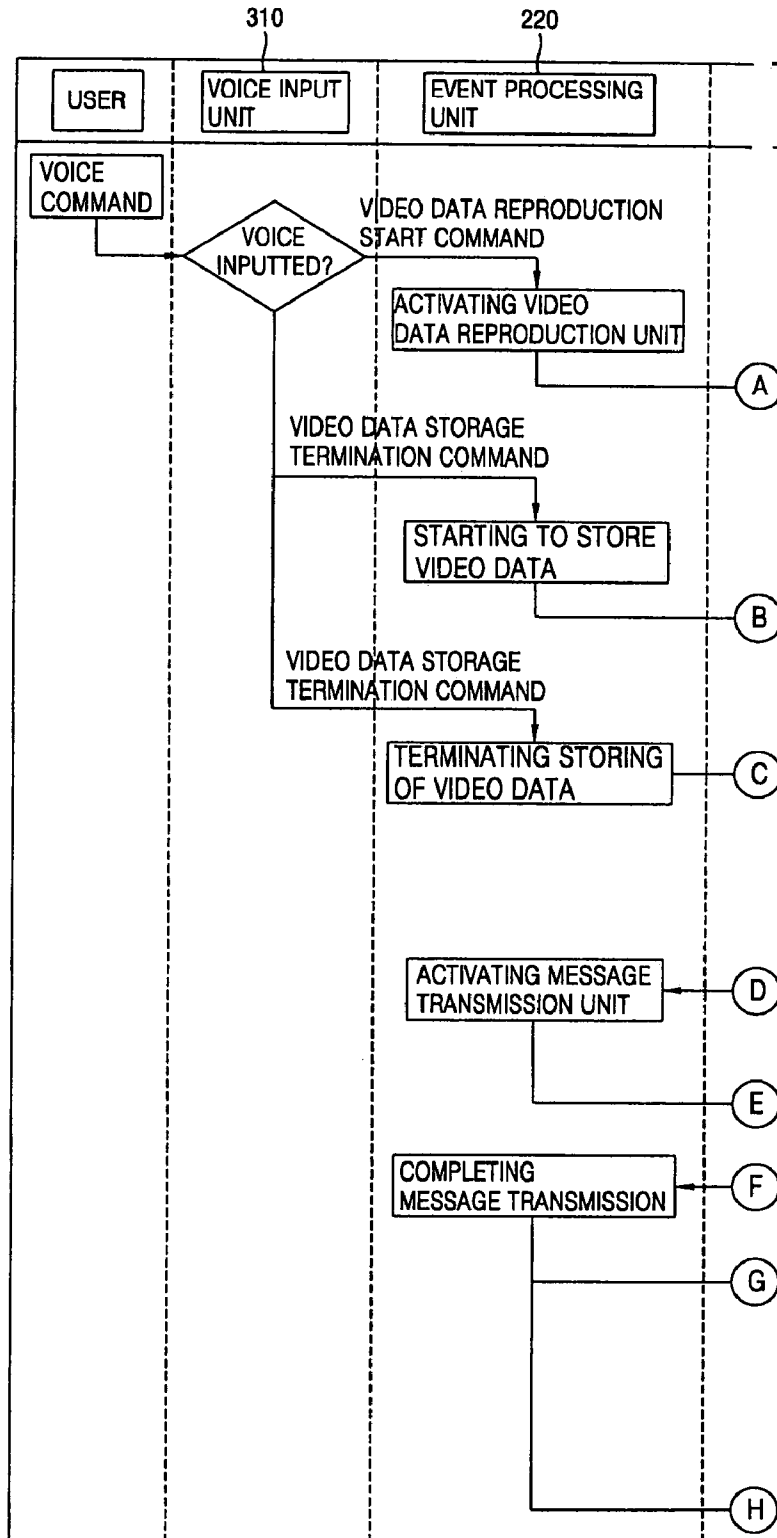 310
220
USER
VOICE INPUT
UNIT
EVENT PROCESSING
UNIT
VOICE
COMMAND
VOICE
INPUTTED?
VIDEO DATA REPRODUCTION
START COMMAND
ACTIVATING VIDEO
DATA REPRODUCTION UNIT
A
VIDEO DATA STORAGE
TERMINATION COMMAND
STARTING TO STORE
VIDEO DATA
B
VIDEO DATA STORAGE
TERMINATION COMMAND
TERMINATING STORING
OF VIDEO DATA
C
ACTIVATING MESSAGE
TRANSMISSION UNIT
D
E
COMPLETING
MESSAGE TRANSMISSION
F
G
H